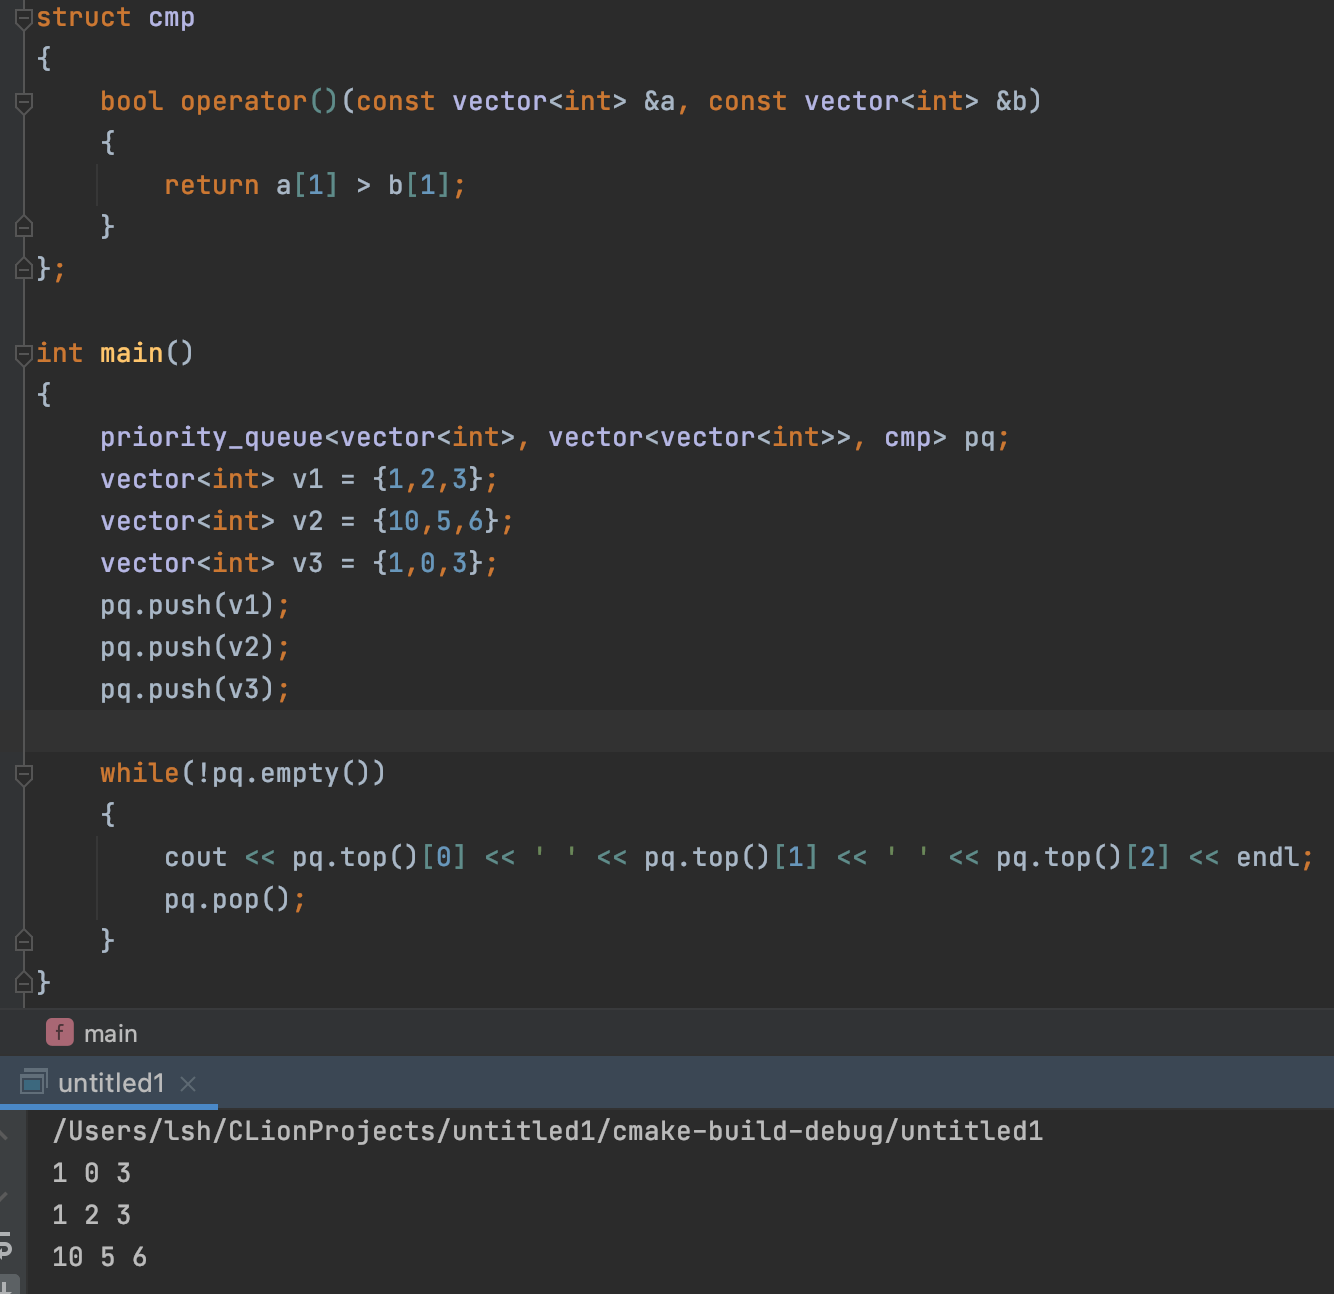 struct cmp
{
    bool operator()(const vector<int> &a, const vector<int> &b)
    {
        return a[1] > b[1];
    }
};
int main()
{
    priority_queue<vector<int>, vector<vector<int>>, cmp> pq;
    vector<int> v1 = {1,2,3};
    vector<int> v2 = {10,5,6};
    vector<int> v3 = {1,0,3};
    pq.push(v1);
    pq.push(v2);
    pq.push(v3);
    while(!pq.empty())
    {
        cout << pq.top()[0] << ' ' << pq.top()[1] << ' ' << pq.top()[2] << endl;
        pq.pop();
    }
}
f main
untitled1
/Users/lsh/CLionProjects/untitled1/cmake-build-debug/untitled1
1 0 3
1 2 3
10 5 6